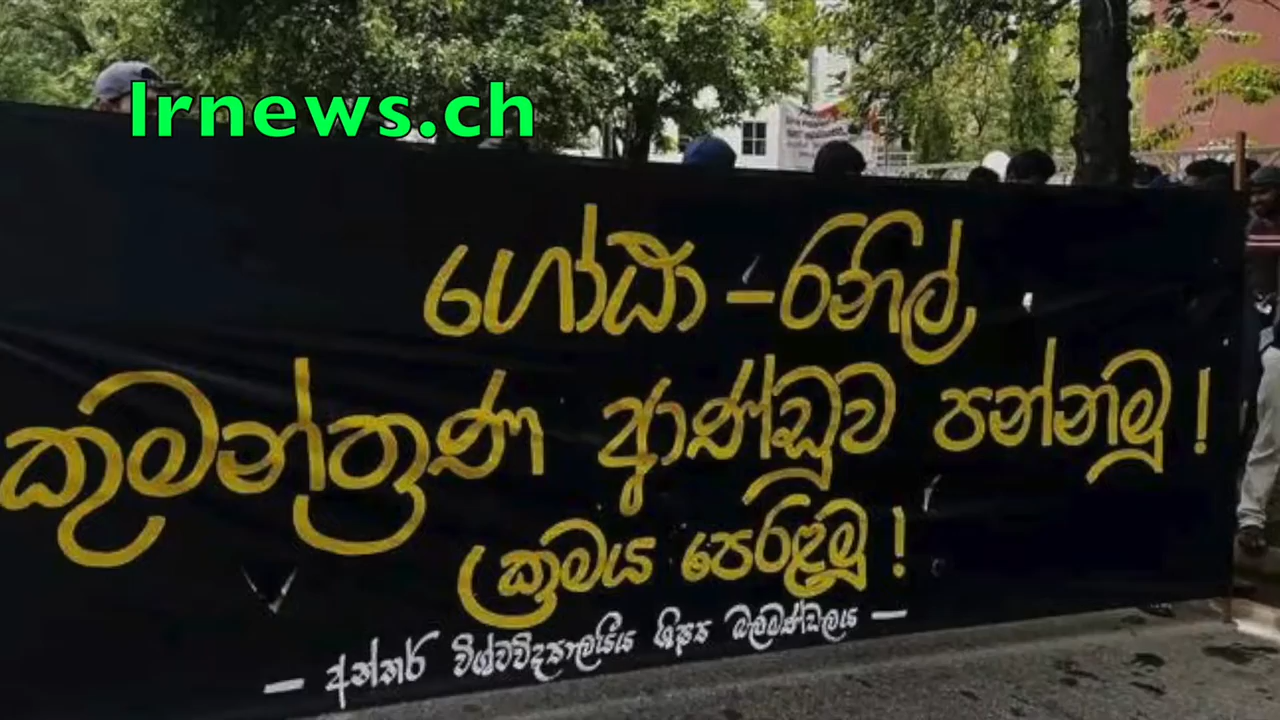 lrnews.ch
ගෝඨා - රනිල්,
කුමන්ත්‍රණ ආණ්ඩුව පන්නමු !
ක්‍රමය පෙරළමු !
— අන්තර් විශ්වවිද්‍යාලයීය ශිෂ්‍ය බලමණ්ඩලය —